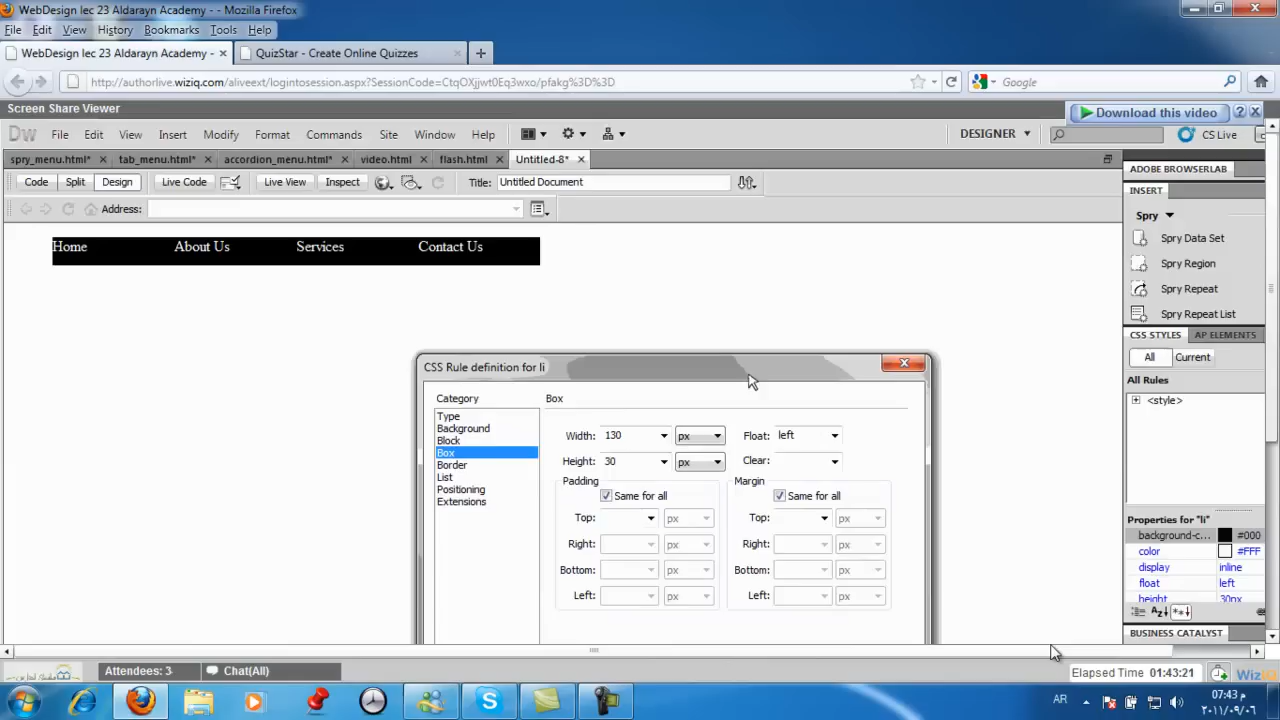 WebDesign lec 23 Aldarayn Academy - - Mozilla Firefox
File Edit View History Bookmarks Tools Help
WebDesign lec 23 Aldarayn Academy - QuizStar - Create Online Quizzes
http://authorlive.wiziq.com/aliveext/logintosession.aspx?SessionCode=CtqOXjjwt0Eq3wxo/pfakg%3D%3D Google
Screen Share Viewer
Download this video
Dw File Edit View Insert Modify Format Commands Site Window Help DESIGNER CS Live
spry_menu.html* tab_menu.html* accordion_menu.html* video.html flash.html Untitled-8*
Code Split Design Live Code Live View Inspect Title: Untitled Document
Address:
ADOBE BROWSERLAB
INSERT
Spry
Spry Data Set
Spry Region
Spry Repeat
Spry Repeat List
Home About Us Services Contact Us
CSS STYLES AP ELEMENTS
All Current
All Rules
<style>
Properties for "li"
background-c... #000
color #FFF
display inline
float left
height 30px
BUSINESS CATALYST
CSS Rule definition for li
Category Box
Type
Background
Block
Box
Border
List
Positioning
Extensions
Width: 130 px Float: left
Height: 30 px Clear:
Padding Margin
Same for all Same for all
Top: px Top: px
Right: px Right: px
Bottom: px Bottom: px
Left: px Left: px
Attendees: 3 Chat(All) Elapsed Time 01:43:21
AR
07:43 م
٢٠١١/٠٩/٠٦